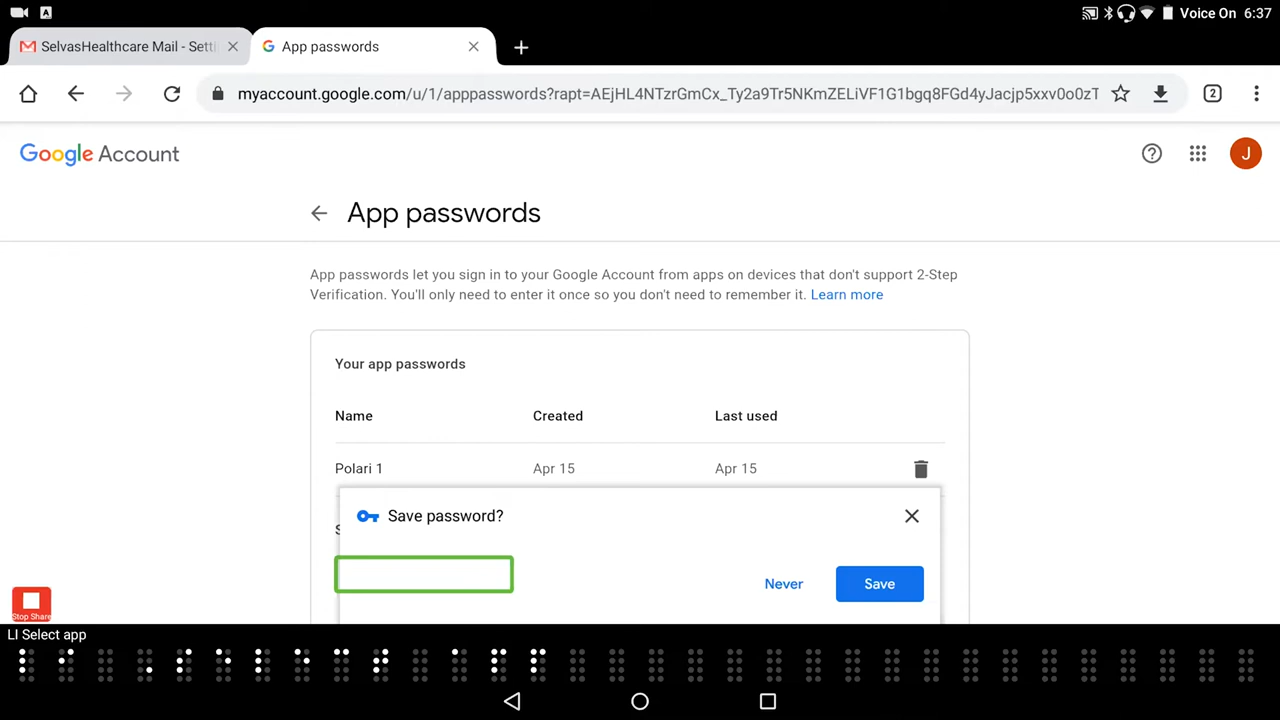 A
Voice On 6:37
SelvasHealthcare Mail - Setti
App passwords
myaccount.google.com/u/1/apppasswords?rapt=AEjHL4NTzrGmCx_Ty2a9Tr5NKmZELiVF1G1bgq8FGd4yJacjp5xxv0o0zT
2
Google Account
J
App passwords
App passwords let you sign in to your Google Account from apps on devices that don't support 2-Step
Verification. You'll only need to enter it once so you don't need to remember it. Learn more
Your app passwords
Name Created Last used
Polari 1 Apr 15 Apr 15
Save password?
Never Save
Stop Share
LI Select app